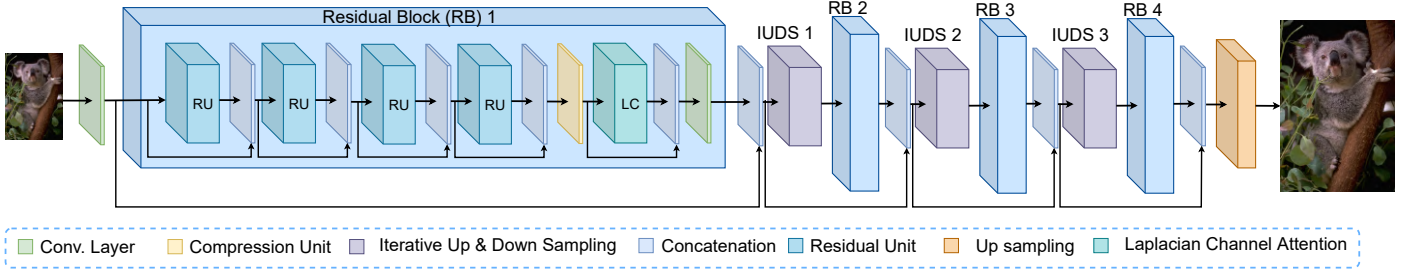 Residual Block (RB) 1
RB 2
RB 3
RB 4
IUDS 1
IUDS 2
IUDS 3
RU
RU
RU
RU
LC
Conv. Layer
Compression Unit
Iterative Up & Down Sampling
Concatenation
Residual Unit
Up sampling
Laplacian Channel Attention